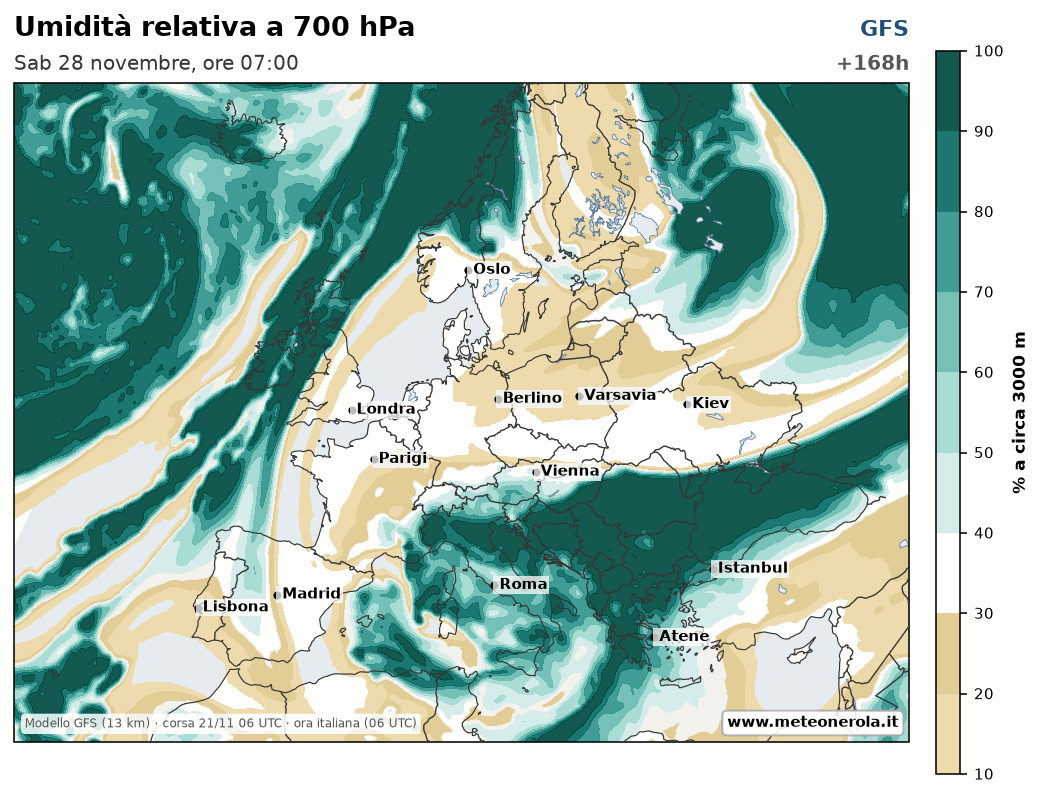 Umidità relativa a 700 hPa
GFS
Sab 28 novembre, ore 07:00
+168h
100
90
80
70
60
50
40
30
20
10
% a circa 3000 m
Oslo
Berlino
Varsavia
Kiev
Londra
Parigi
Vienna
Istanbul
Roma
Madrid
Lisbona
Atene
Modello GFS (13 km) · corsa 21/11 06 UTC · ora italiana (06 UTC)
www.meteonerola.it